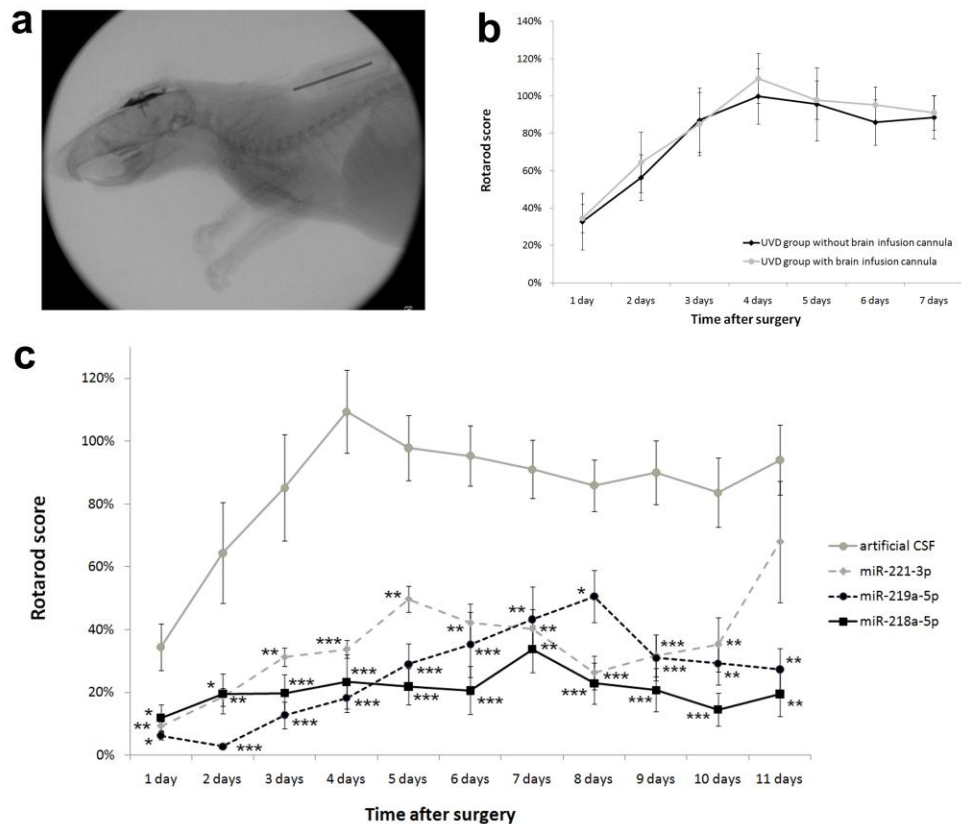 a
b
140%
120%
100%
80%
60%
40%
20%
0%
Rotarod score
UVD group without brain infusion cannula
UVD group with brain infusion cannula
1 day 2 days 3 days 4 days 5 days 6 days 7 days
Time after surgery
c
120%
100%
80%
60%
40%
20%
0%
Rotarod score
artificial CSF
miR-221-3p
miR-219a-5p
miR-218a-5p
* ** * * ** *** ** *** *** *** *** *** ** *** *** ** *** *** ** ** ** * *** *** *** *** *** ** ** *** ** **
1 day 2 days 3 days 4 days 5 days 6 days 7 days 8 days 9 days 10 days 11 days
Time after surgery